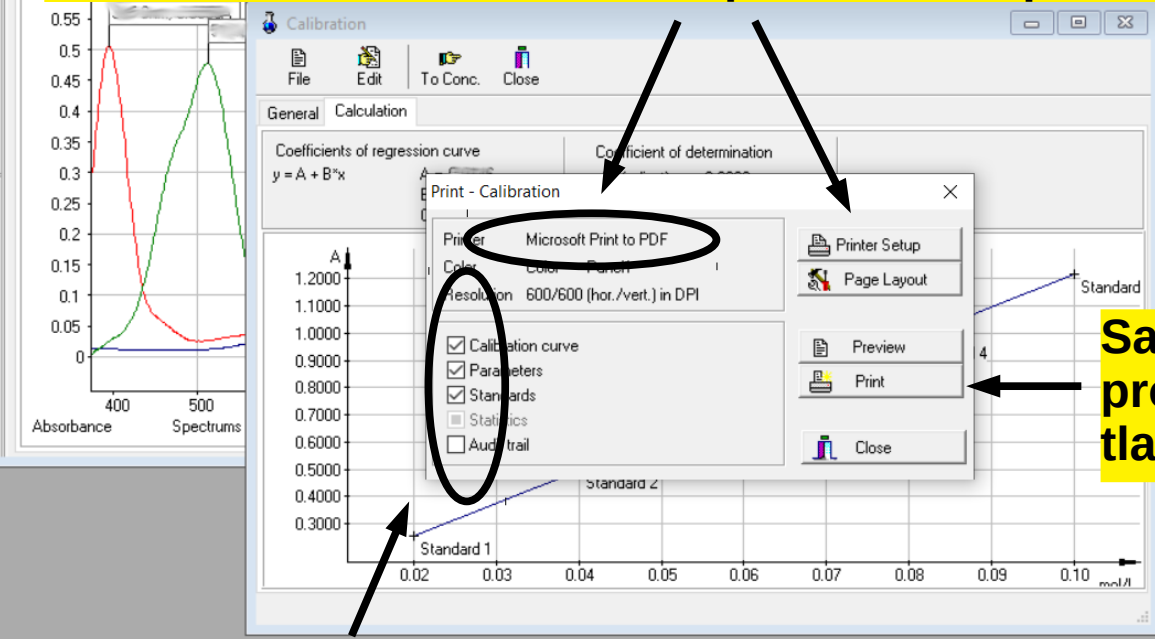 0.55
0.5
0.45
0.4
0.35
0.3
0.25
0.2
0.15
0.1
0.05
0
400 500
Absorbance Spectrums
Calibration
File Edit To Conc. Close
General Calculation
Coefficients of regression curve
y = A + B*x
Coefficient of determination
Print - Calibration
Printer Microsoft Print to PDF
Color Color
Resolution 600/600 (hor./vert.) in DPI
Calibration curve
Parameters
Standards
Statistics
Audit trail
Printer Setup
Page Layout
Preview
Print
Close
A
1.2000
1.1000
1.0000
0.9000
0.8000
0.7000
0.6000
0.5000
0.4000
0.3000
Standard
4
Standard 2
Standard 1
0.02 0.03 0.04 0.05 0.06 0.07 0.08 0.09 0.10
Sa
pr
tla